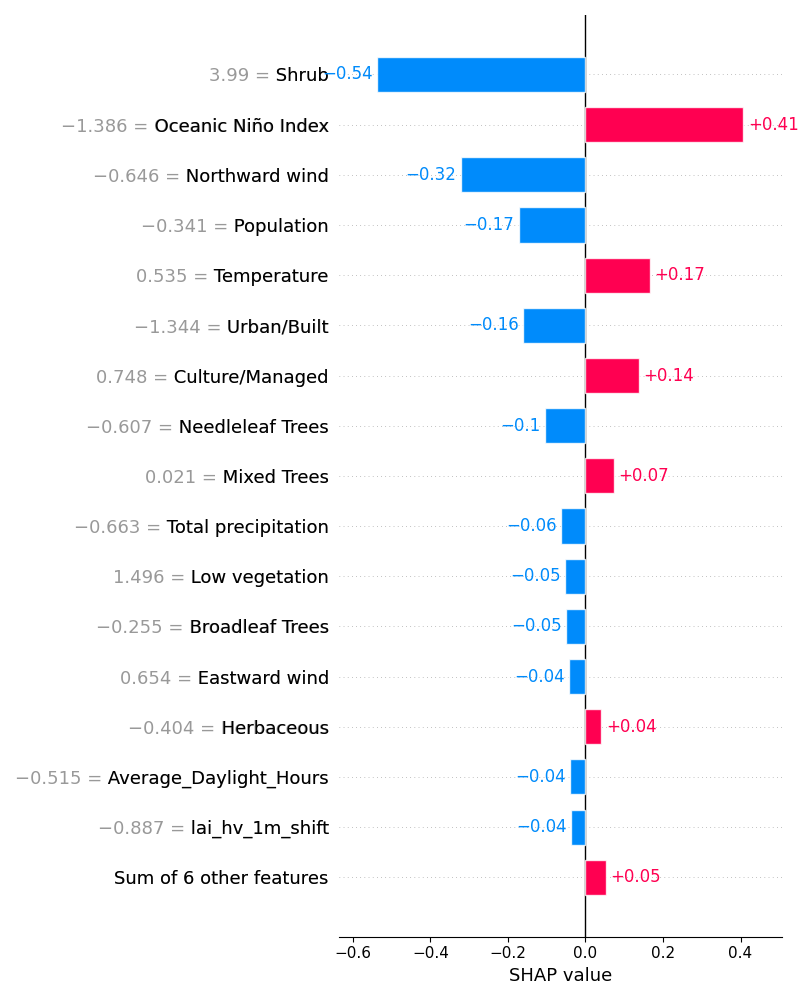 3.99 = Shrub −0.54
−1.386 = Oceanic Niño Index +0.41
−0.646 = Northward wind −0.32
−0.341 = Population −0.17
0.535 = Temperature +0.17
−1.344 = Urban/Built −0.16
0.748 = Culture/Managed +0.14
−0.607 = Needleleaf Trees −0.1
0.021 = Mixed Trees +0.07
−0.663 = Total precipitation −0.06
1.496 = Low vegetation −0.05
−0.255 = Broadleaf Trees −0.05
0.654 = Eastward wind −0.04
−0.404 = Herbaceous +0.04
−0.515 = Average_Daylight_Hours −0.04
−0.887 = lai_hv_1m_shift −0.04
Sum of 6 other features +0.05
−0.6 −0.4 −0.2 0.0 0.2 0.4
SHAP value